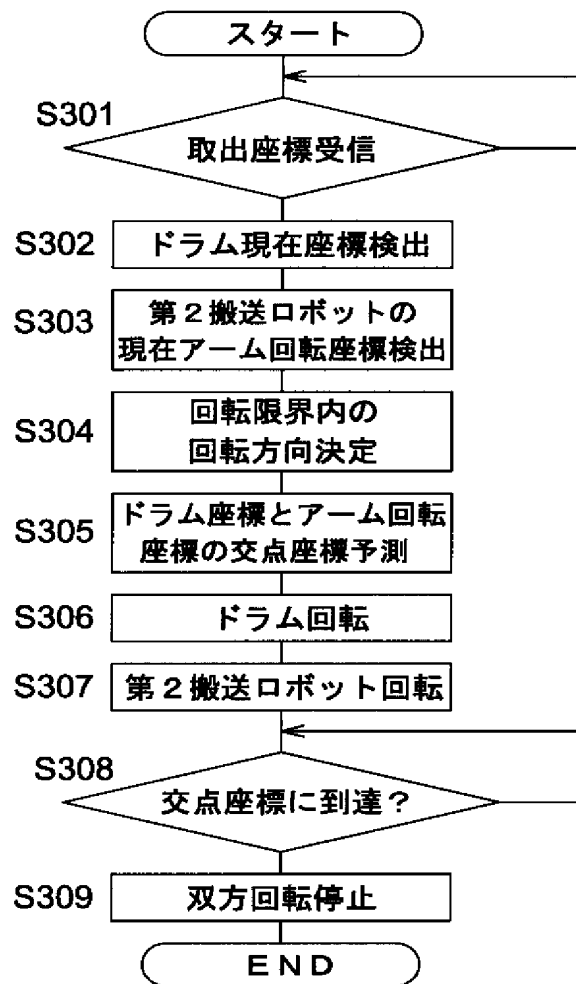 スタート
S301
取出座標受信
S302
ドラム現在座標検出
S303
第2搬送ロボットの
現在アーム回転座標検出
S304
回転限界内の
回転方向決定
S305
ドラム座標とアーム回転
座標の交点座標予測
S306
ドラム回転
S307
第2搬送ロボット回転
S308
交点座標に到達?
S309
双方回転停止
END